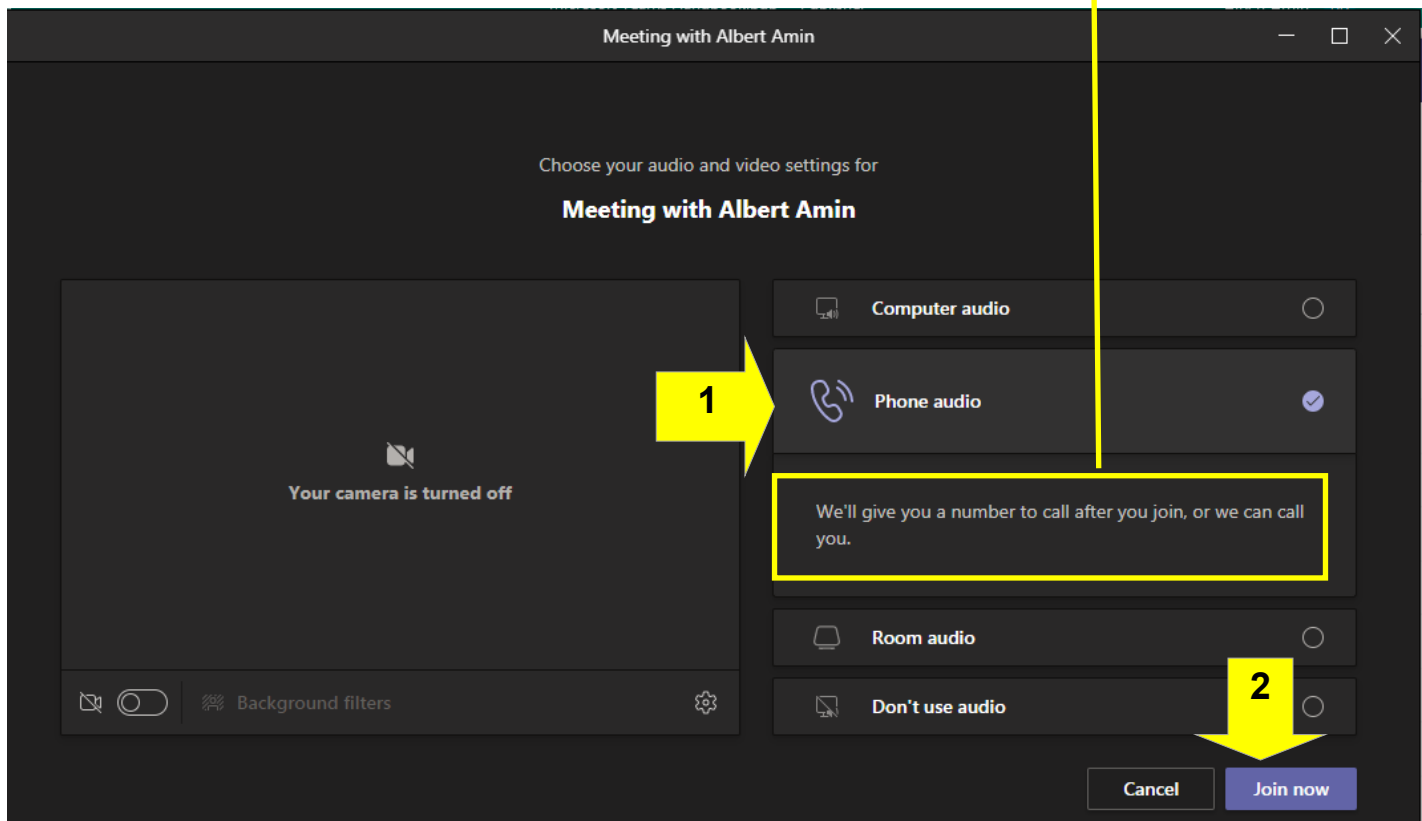 Meeting with Albert Amin
Choose your audio and video settings for
Meeting with Albert Amin
Computer audio
1
Phone audio
Your camera is turned off
We'll give you a number to call after you join, or we can call
you.
Room audio
Background filters
Don't use audio
2
Cancel
Join now